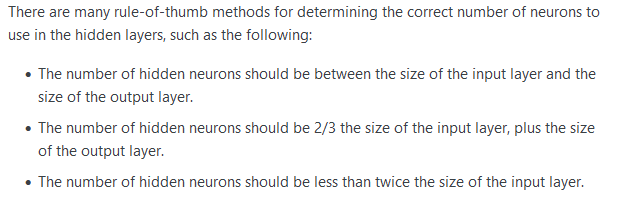 There are many rule-of-thumb methods for determining the correct number of neurons to
use in the hidden layers, such as the following:
• The number of hidden neurons should be between the size of the input layer and the
size of the output layer.
• The number of hidden neurons should be 2/3 the size of the input layer, plus the size
of the output layer.
• The number of hidden neurons should be less than twice the size of the input layer.